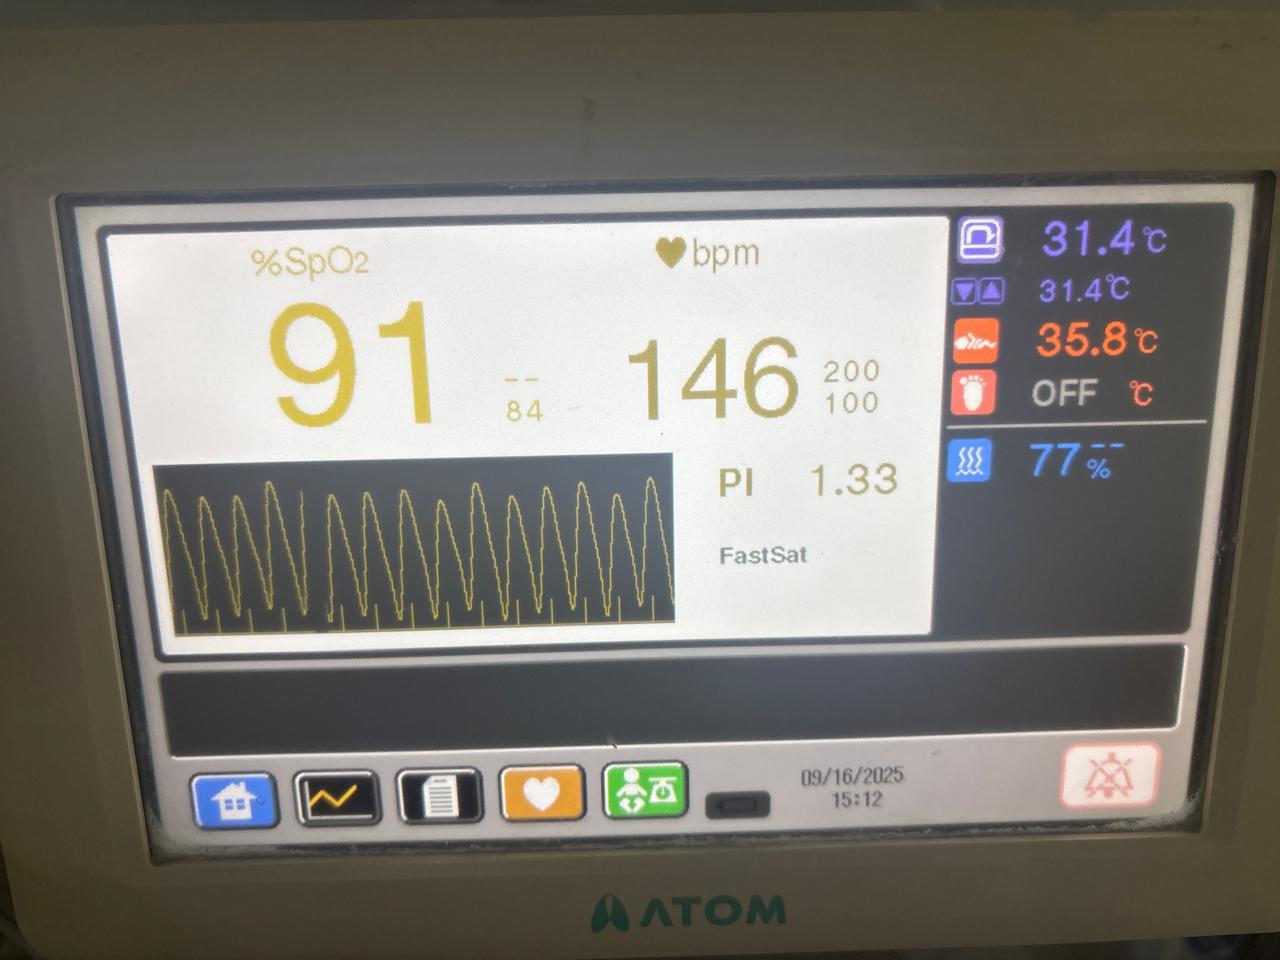 %SpO2
91
--
84
bpm
146
200
100
PI 1.33
FastSat
31.4℃
31.4℃
35.8℃
OFF ℃
77 --
%
09/16/2025
15:12
ATOM